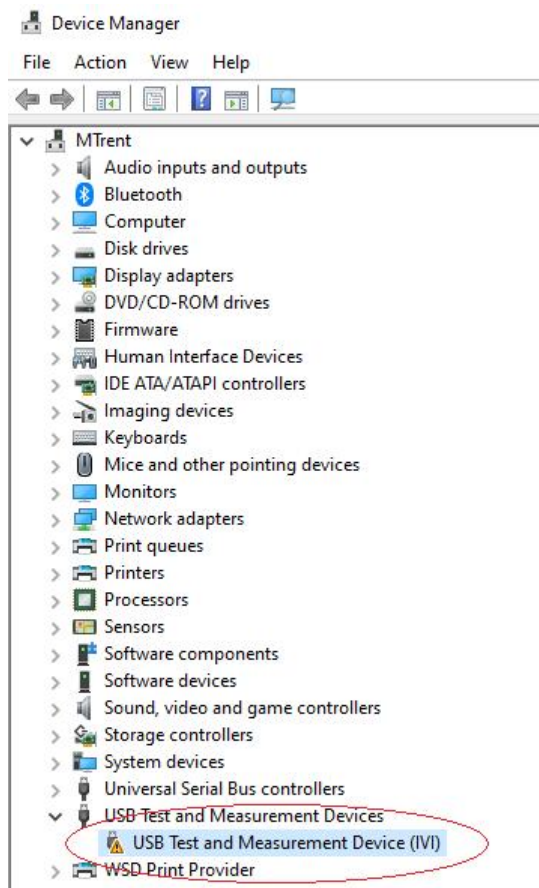 Device Manager
File Action View Help
MTrent
Audio inputs and outputs
Bluetooth
Computer
Disk drives
Display adapters
DVD/CD-ROM drives
Firmware
Human Interface Devices
IDE ATA/ATAPI controllers
Imaging devices
Keyboards
Mice and other pointing devices
Monitors
Network adapters
Print queues
Printers
Processors
Sensors
Software components
Software devices
Sound, video and game controllers
Storage controllers
System devices
Universal Serial Bus controllers
USB Test and Measurement Devices
USB Test and Measurement Device (IVI)
WSD Print Provider